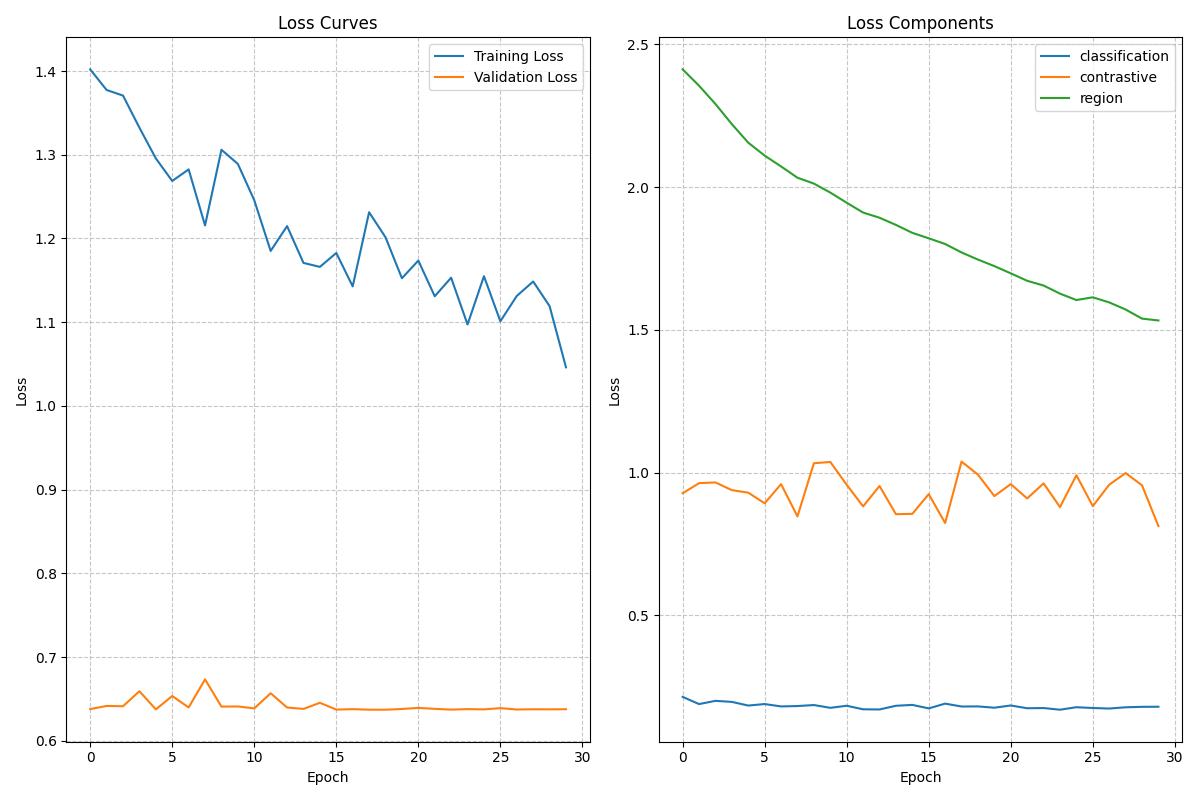 Loss Curves
Training Loss
Validation Loss
1.4
1.3
1.2
1.1
1.0
0.9
0.8
0.7
0.6
Loss
0 5 10 15 20 25 30
Epoch
Loss Components
classification
contrastive
region
2.5
2.0
1.5
1.0
0.5
Loss
0 5 10 15 20 25 30
Epoch